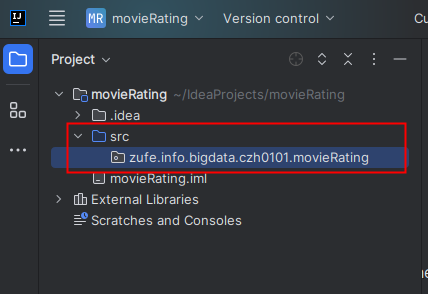 IJ
MR movieRating Version control Cu
Project
movieRating ~/IdeaProjects/movieRating
.idea
src
zufe.info.bigdata.czh0101.movieRating
movieRating.iml
External Libraries
Scratches and Consoles